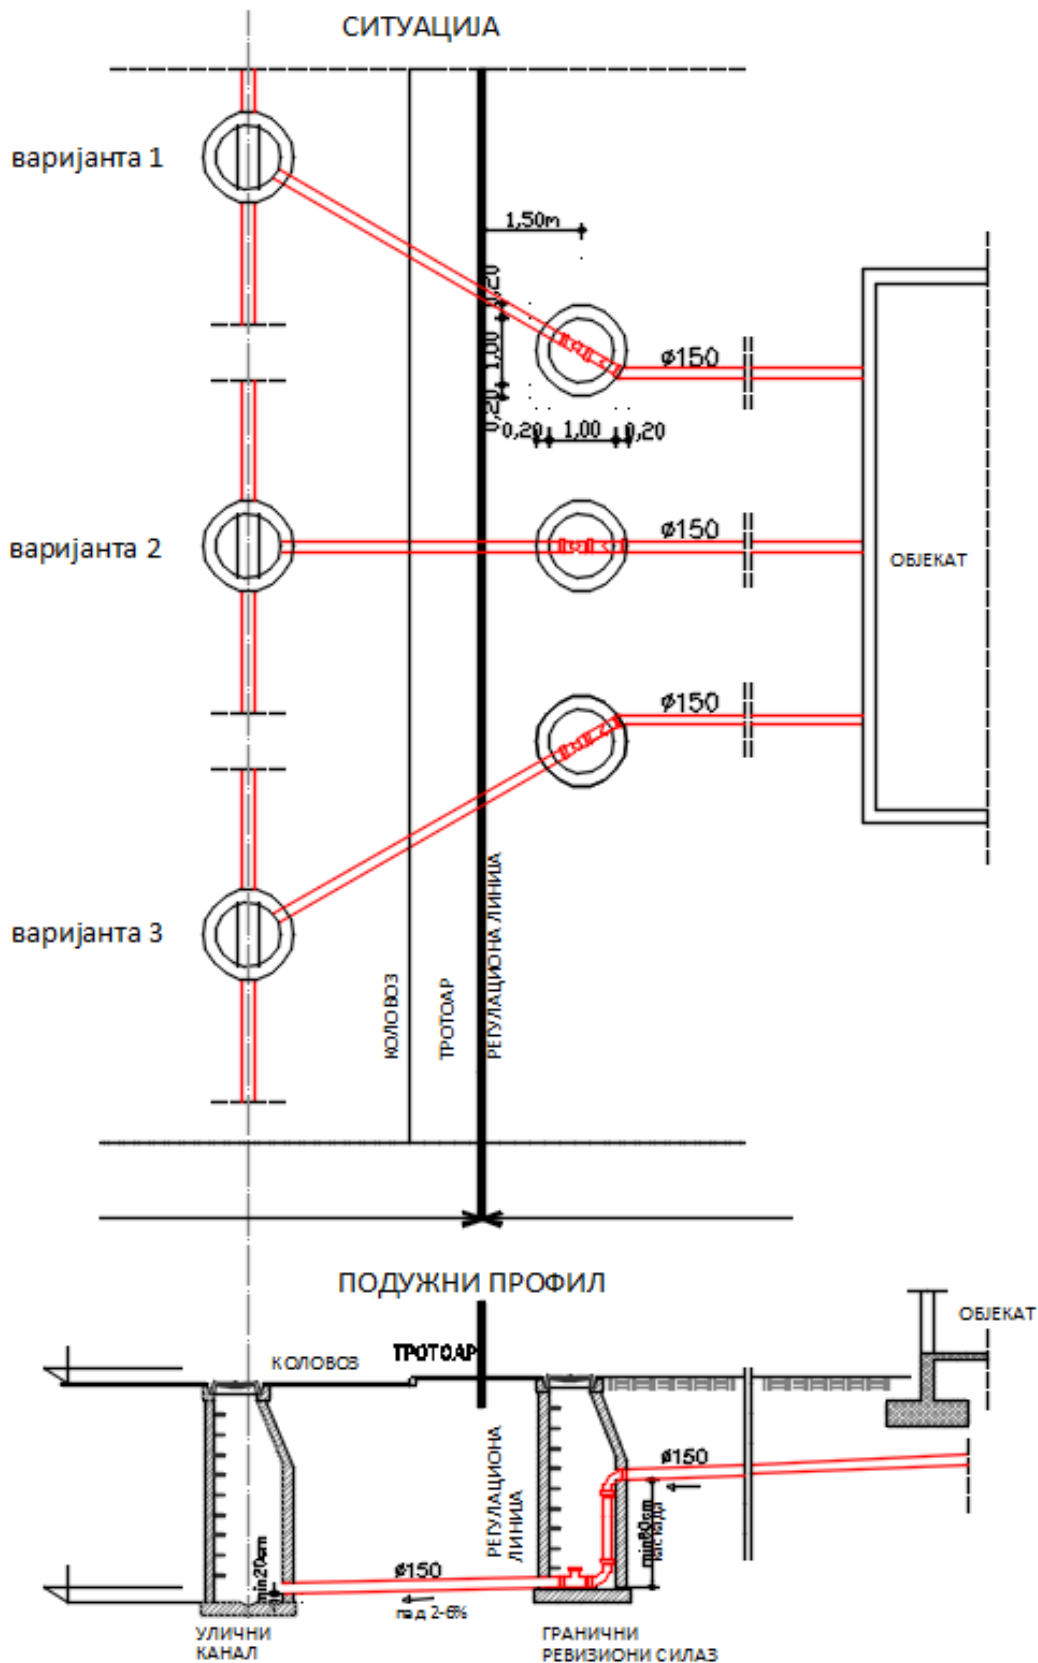 СИТУАЦИЈА
варијанта 1
1,50m
0,20
1,00
0,20
ø150
0,20
1,00
0,20
варијанта 2
ø150
ОБЈЕКАТ
ø150
варијанта 3
КОЛОВОЗ
ТРОТОАР
РЕГУЛАЦИОНА ЛИНИЈА
ПОДУЖНИ ПРОФИЛ
ОБЈЕКАТ
КОЛОВОЗ
ТРОТОАР
РЕГУЛАЦИОНА
ЛИНИЈА
ø150
min60cm
каскада
min20cm
ø150
пад 2-6%
УЛИЧНИ
КАНАЛ
ГРАНИЧНИ
РЕВИЗИОНИ СИЛАЗ